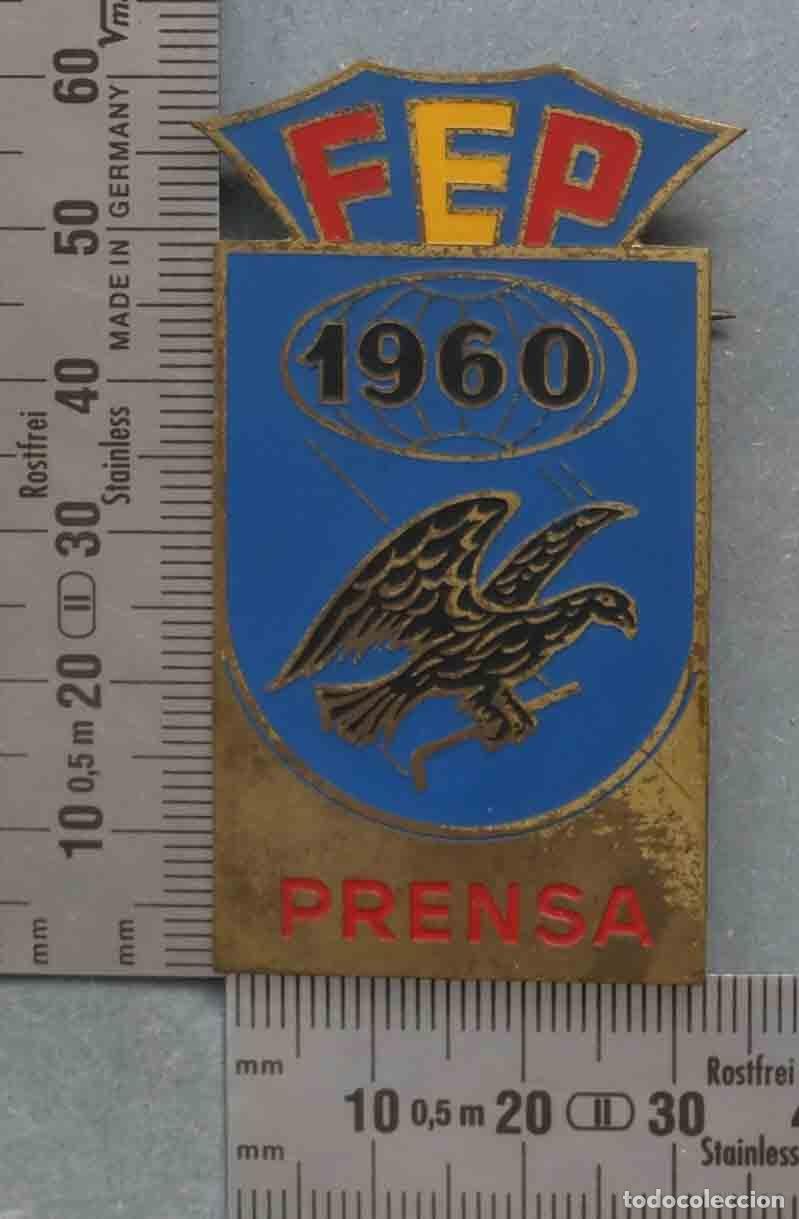 FEP
1960
PRENSA
10 0,5 m 20 II 30 40 50 60
mm
mm
Rostfrei
Stainless
MADE IN GERMANY
mm
10 0,5 m 20 II 30
mm
Rostfrei
Stainless
todocoleccion